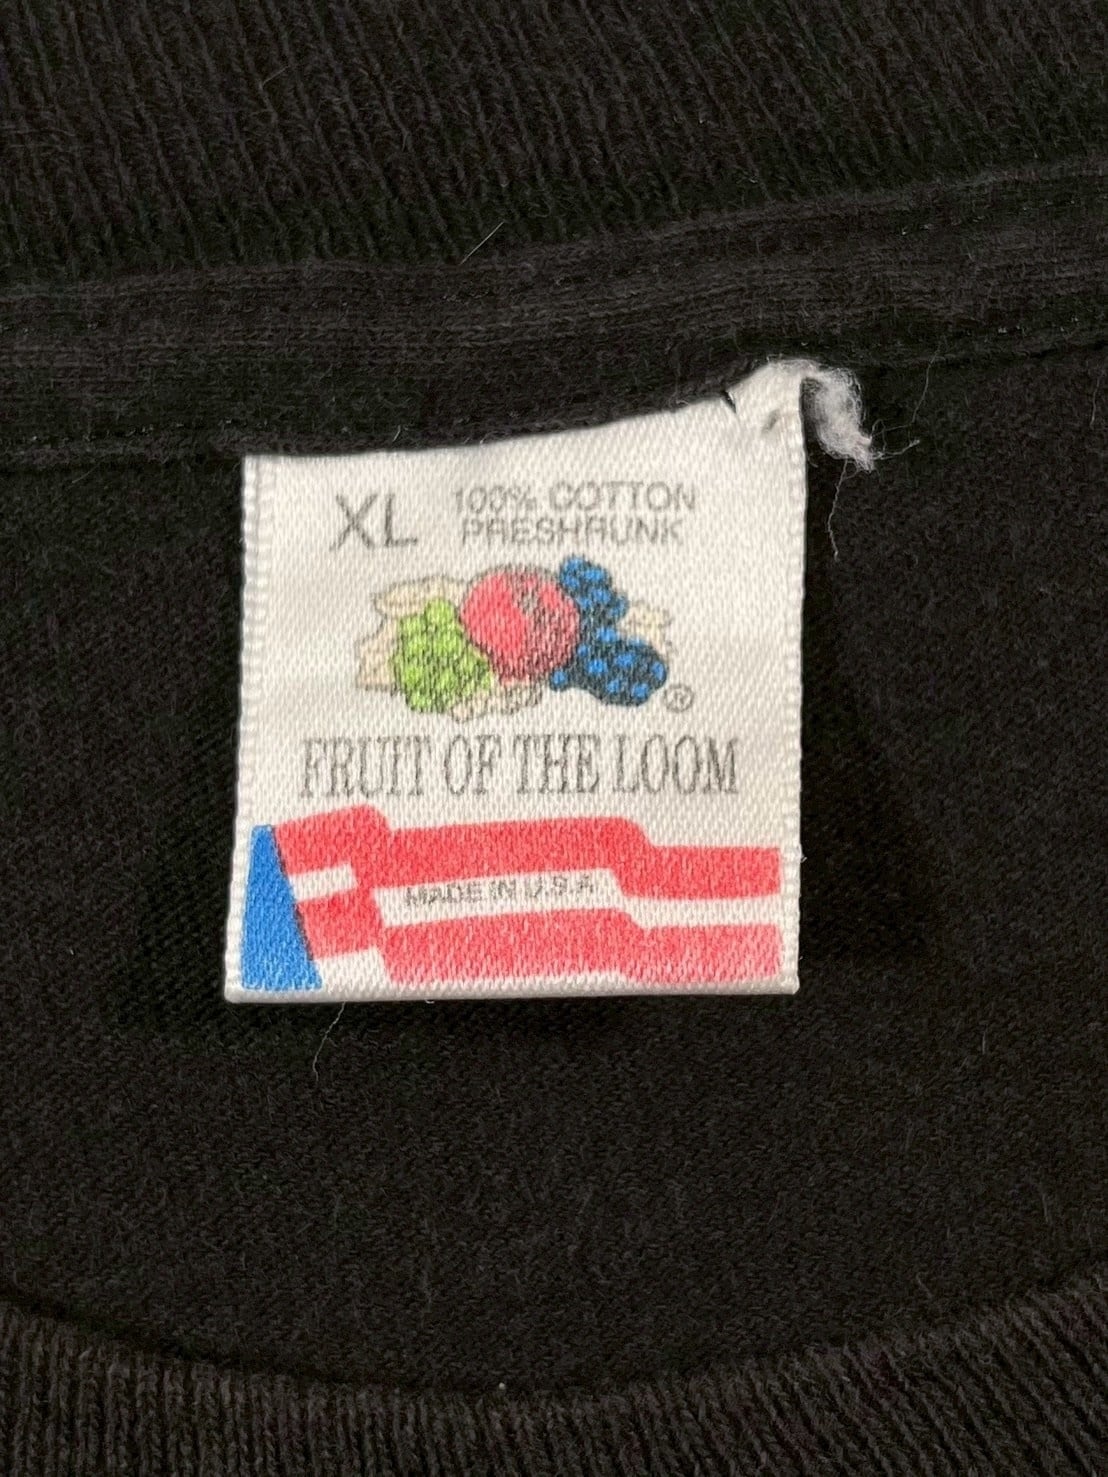 XL 100% COTTON
PRESHRUNK
®
FRUIT OF THE LOOM
MADE IN U.S.A.